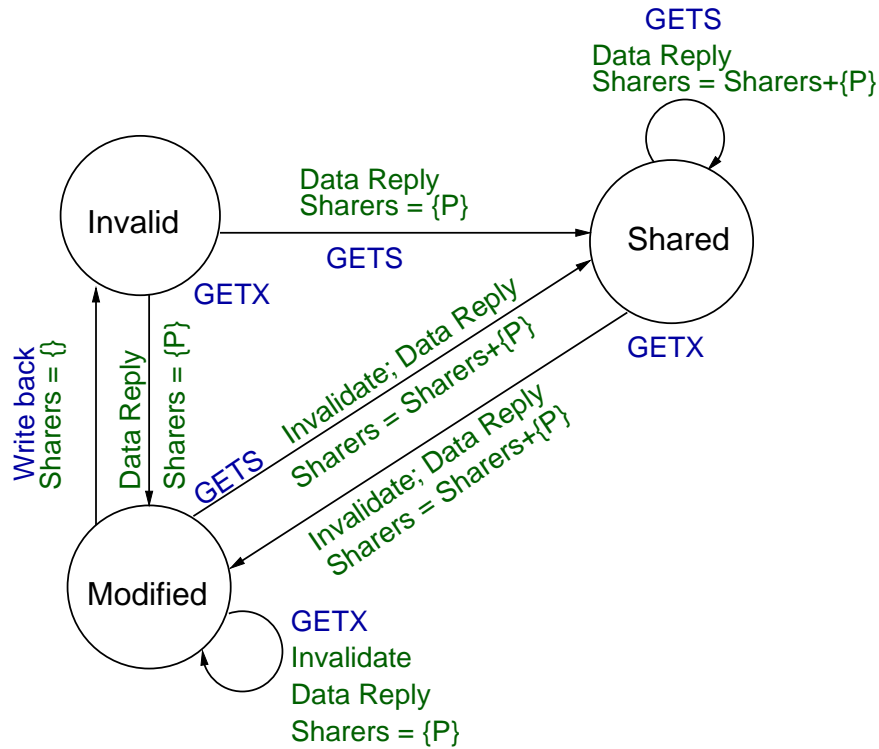 GETS
Data Reply
Sharers = Sharers+{P}
Invalid
Data Reply
Sharers = {P}
GETS
Shared
GETX
GETX
Write back
Sharers = {}
Data Reply
Sharers = {P}
GETS
Invalidate; Data Reply
Sharers = Sharers+{P}
Invalidate; Data Reply
Sharers = Sharers+{P}
Modified
GETX
Invalidate
Data Reply
Sharers = {P}